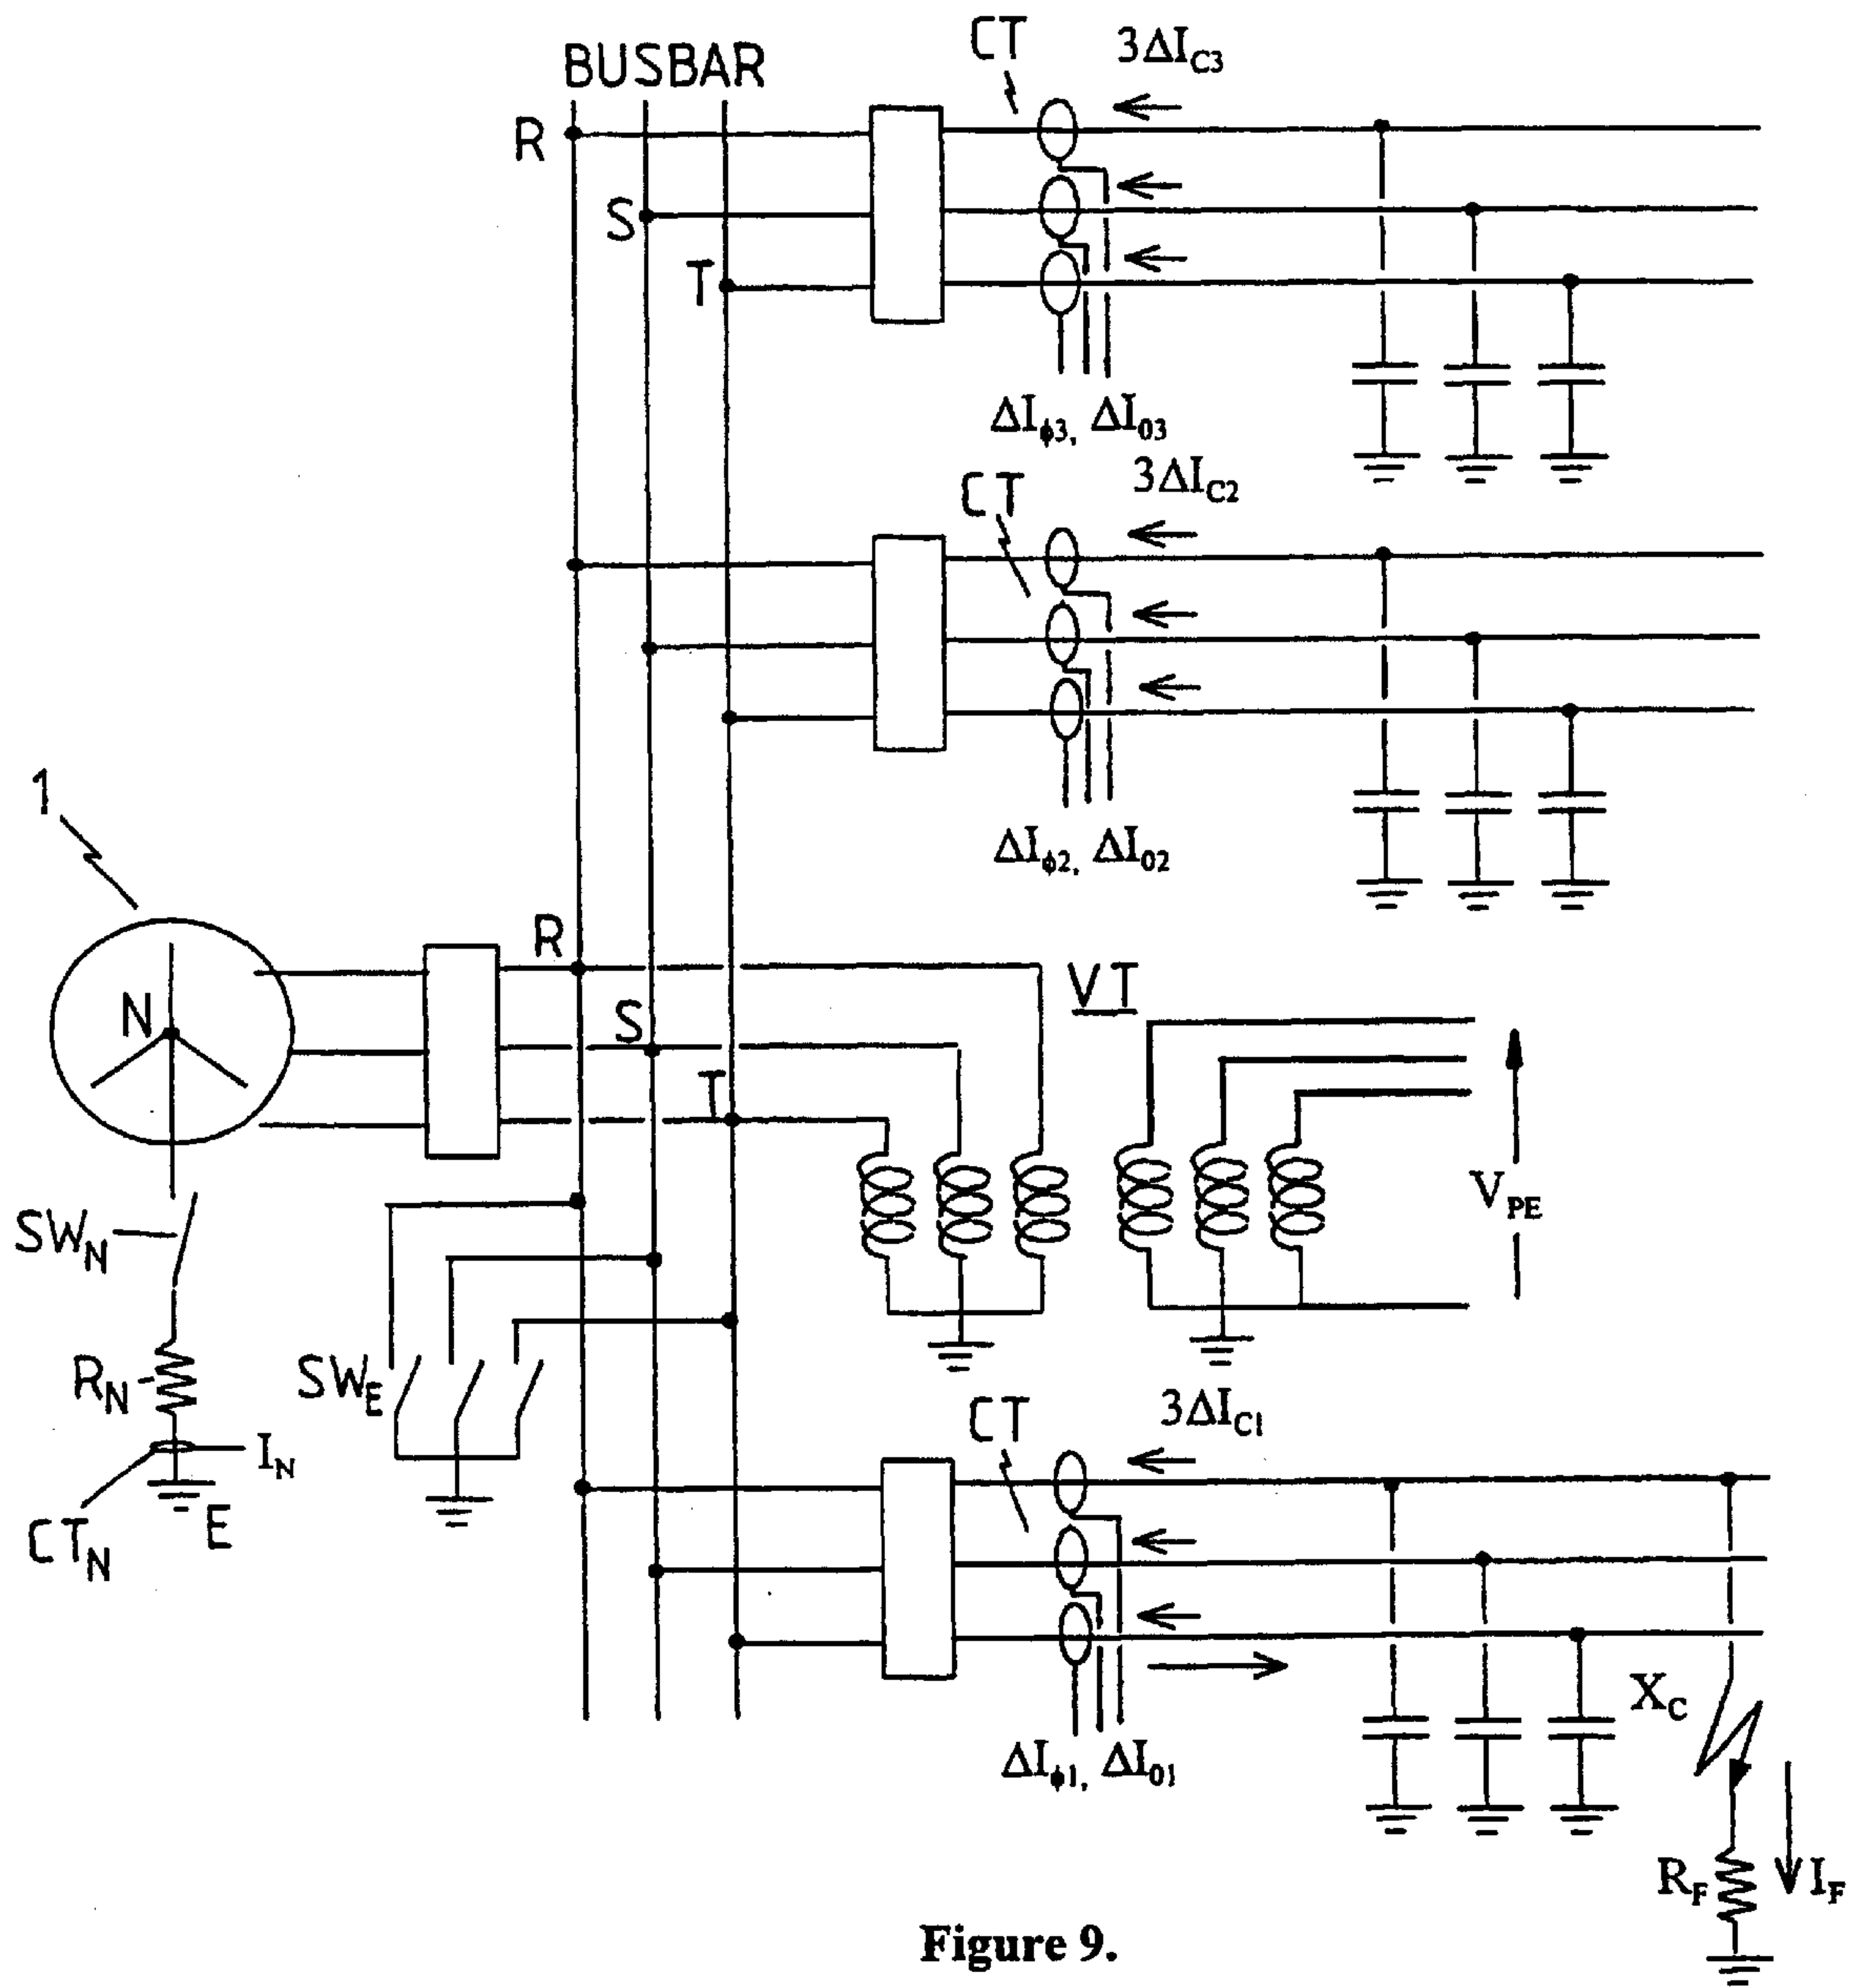 CT 3ΔI_C3
BUSBAR
R
S
T
ΔI_ϕ3, ΔI_03
CT 3ΔI_C2
ΔI_ϕ2, ΔI_02
1
R
N
S
VT
T
V_PE
SW_N
R_N
SW_E
CT 3ΔI_C1
I_N
E
CT_N
X_C
ΔI_ϕ1, ΔI_01
R_F I_F
Figure 9.